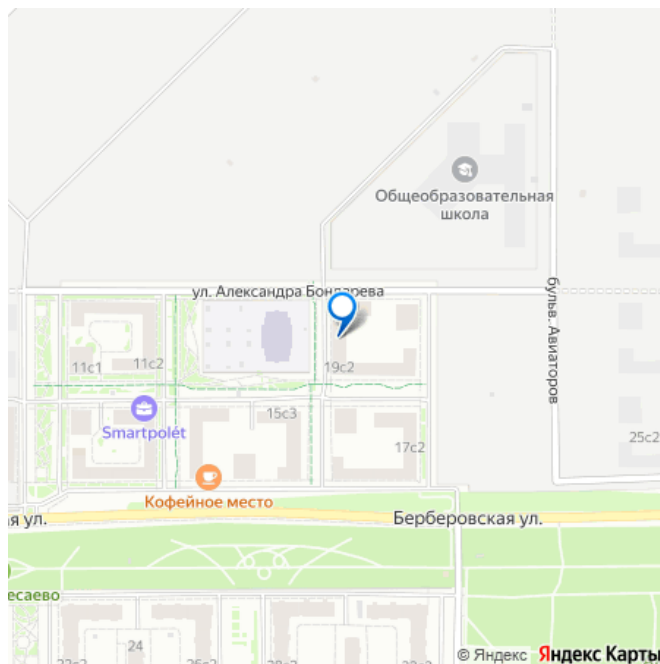 Общеобразовательная
школа
ул. Александра Бондарева
бульв. Авиаторов
11с1
11с2
19с2
Smartpolét
15с3
17с2
25с2
Кофейное место
ая ул.
Берберовская ул.
есаево
24
© Яндекс Яндекс Карты